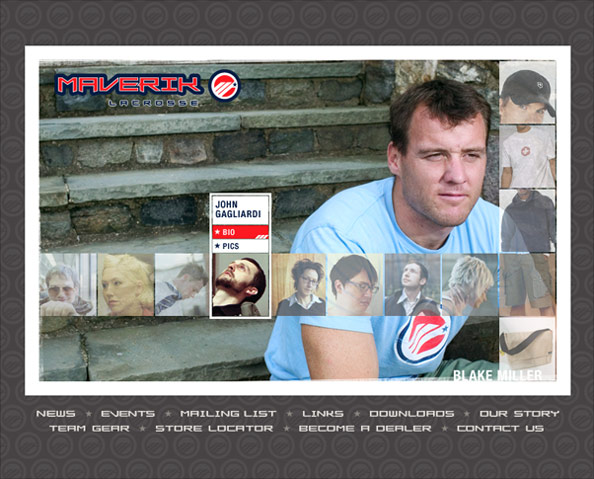 MAVERIK
LACROSSE
JOHN
GAGLIARDI
★ BIO
★ PICS
BLAKE MILLER
NEWS ★ EVENTS ★ MAILING LIST ★ LINKS ★ DOWNLOADS ★ OUR STORY
TEAM GEAR ★ STORE LOCATOR ★ BECOME A DEALER ★ CONTACT US